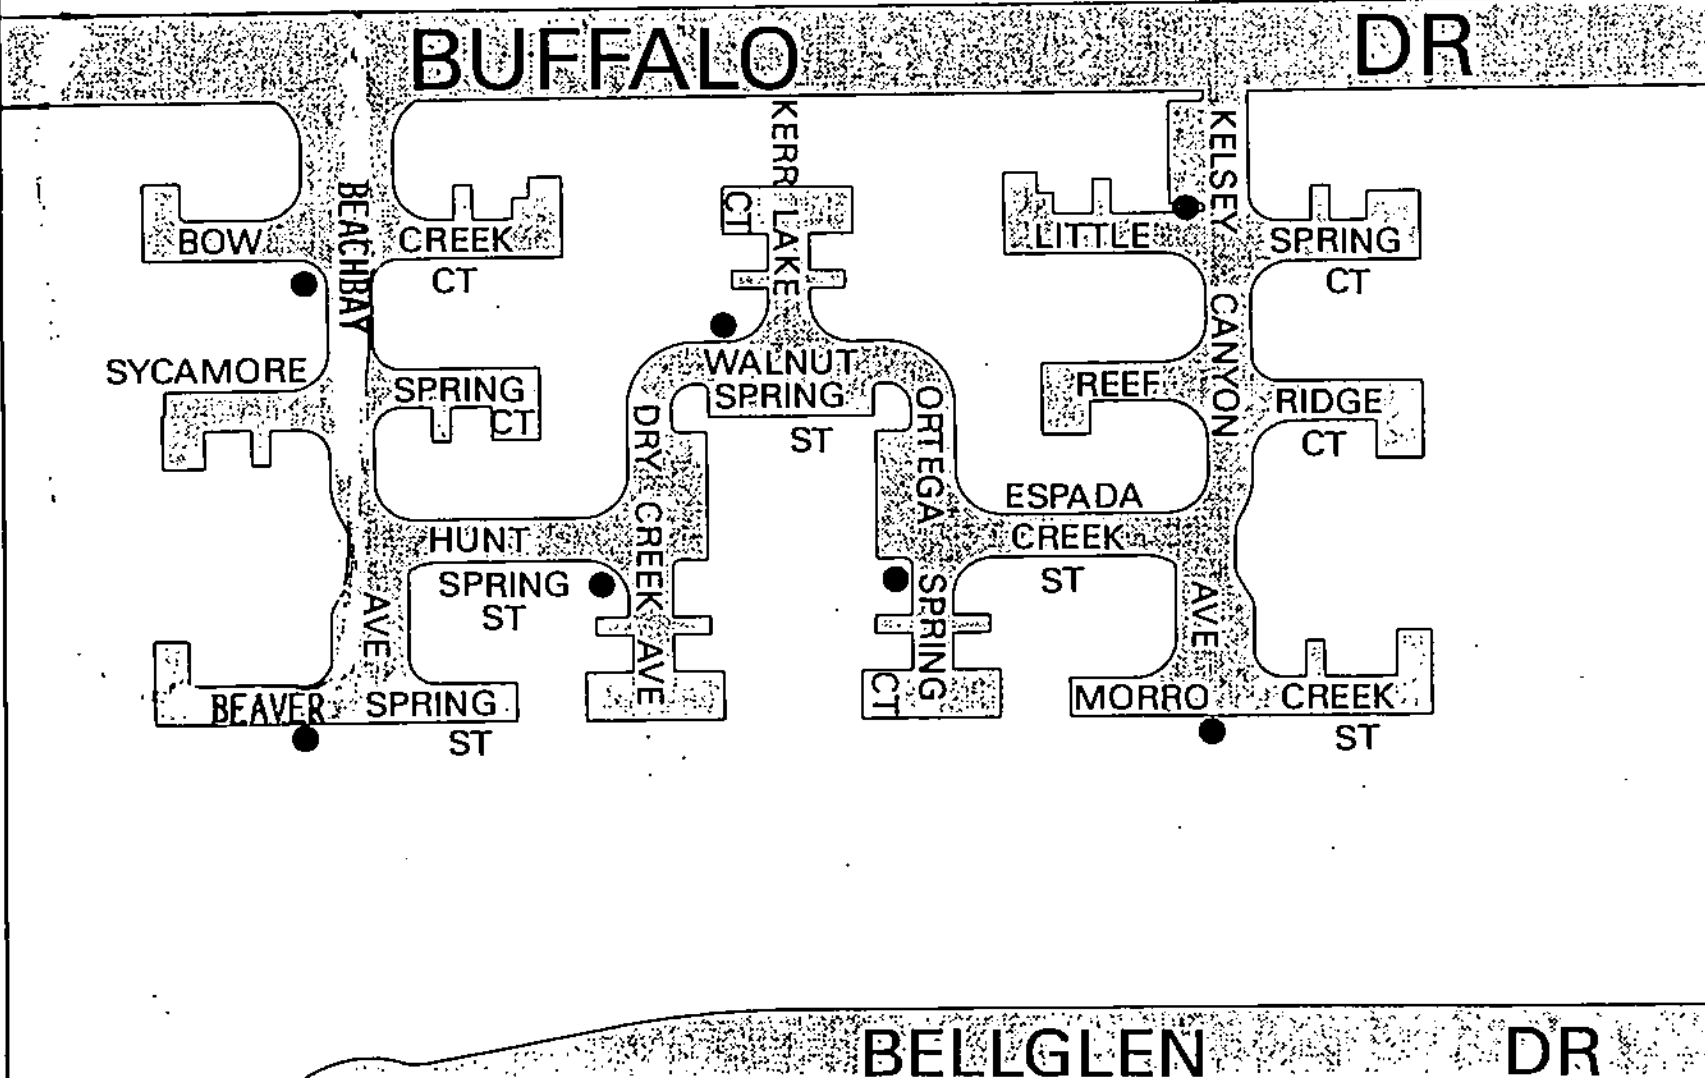 BUFFALO DR
KERR LAKE CT
KELSEY CANYON AVE
BEACHBAY AVE
BOW CREEK
CT
LITTLE SPRING
CT
SYCAMORE
SPRING
CT
WALNUT
SPRING
ST
REEF RIDGE
CT
DRY CREEK AVE
ORTEGA SPRING CT
HUNT
SPRING
ST
ESPADA
CREEK
ST
BEAVER SPRING
ST
MORRO CREEK
ST
BELLGLEN DR